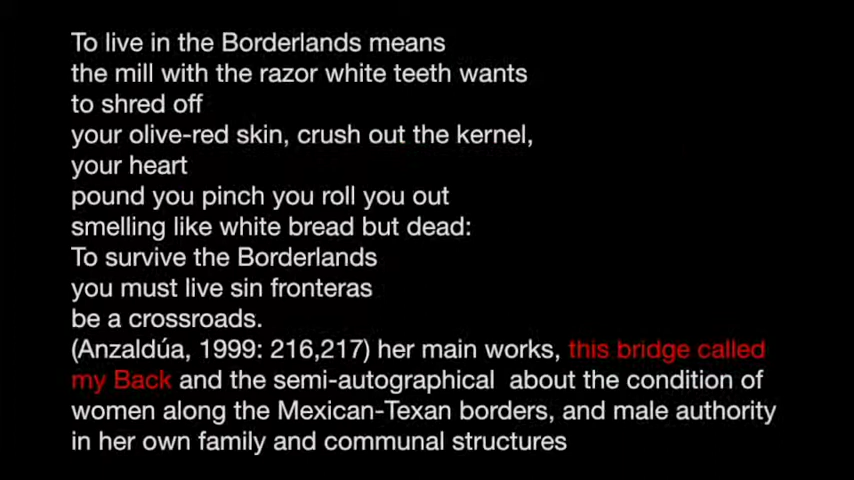 To live in the Borderlands means
the mill with the razor white teeth wants
to shred off
your olive-red skin, crush out the kernel,
your heart
pound you pinch you roll you out
smelling like white bread but dead:
To survive the Borderlands
you must live sin fronteras
be a crossroads.
(Anzaldúa, 1999: 216,217) her main works, this bridge called
my Back and the semi-autographical  about the condition of
women along the Mexican-Texan borders, and male authority
in her own family and communal structures